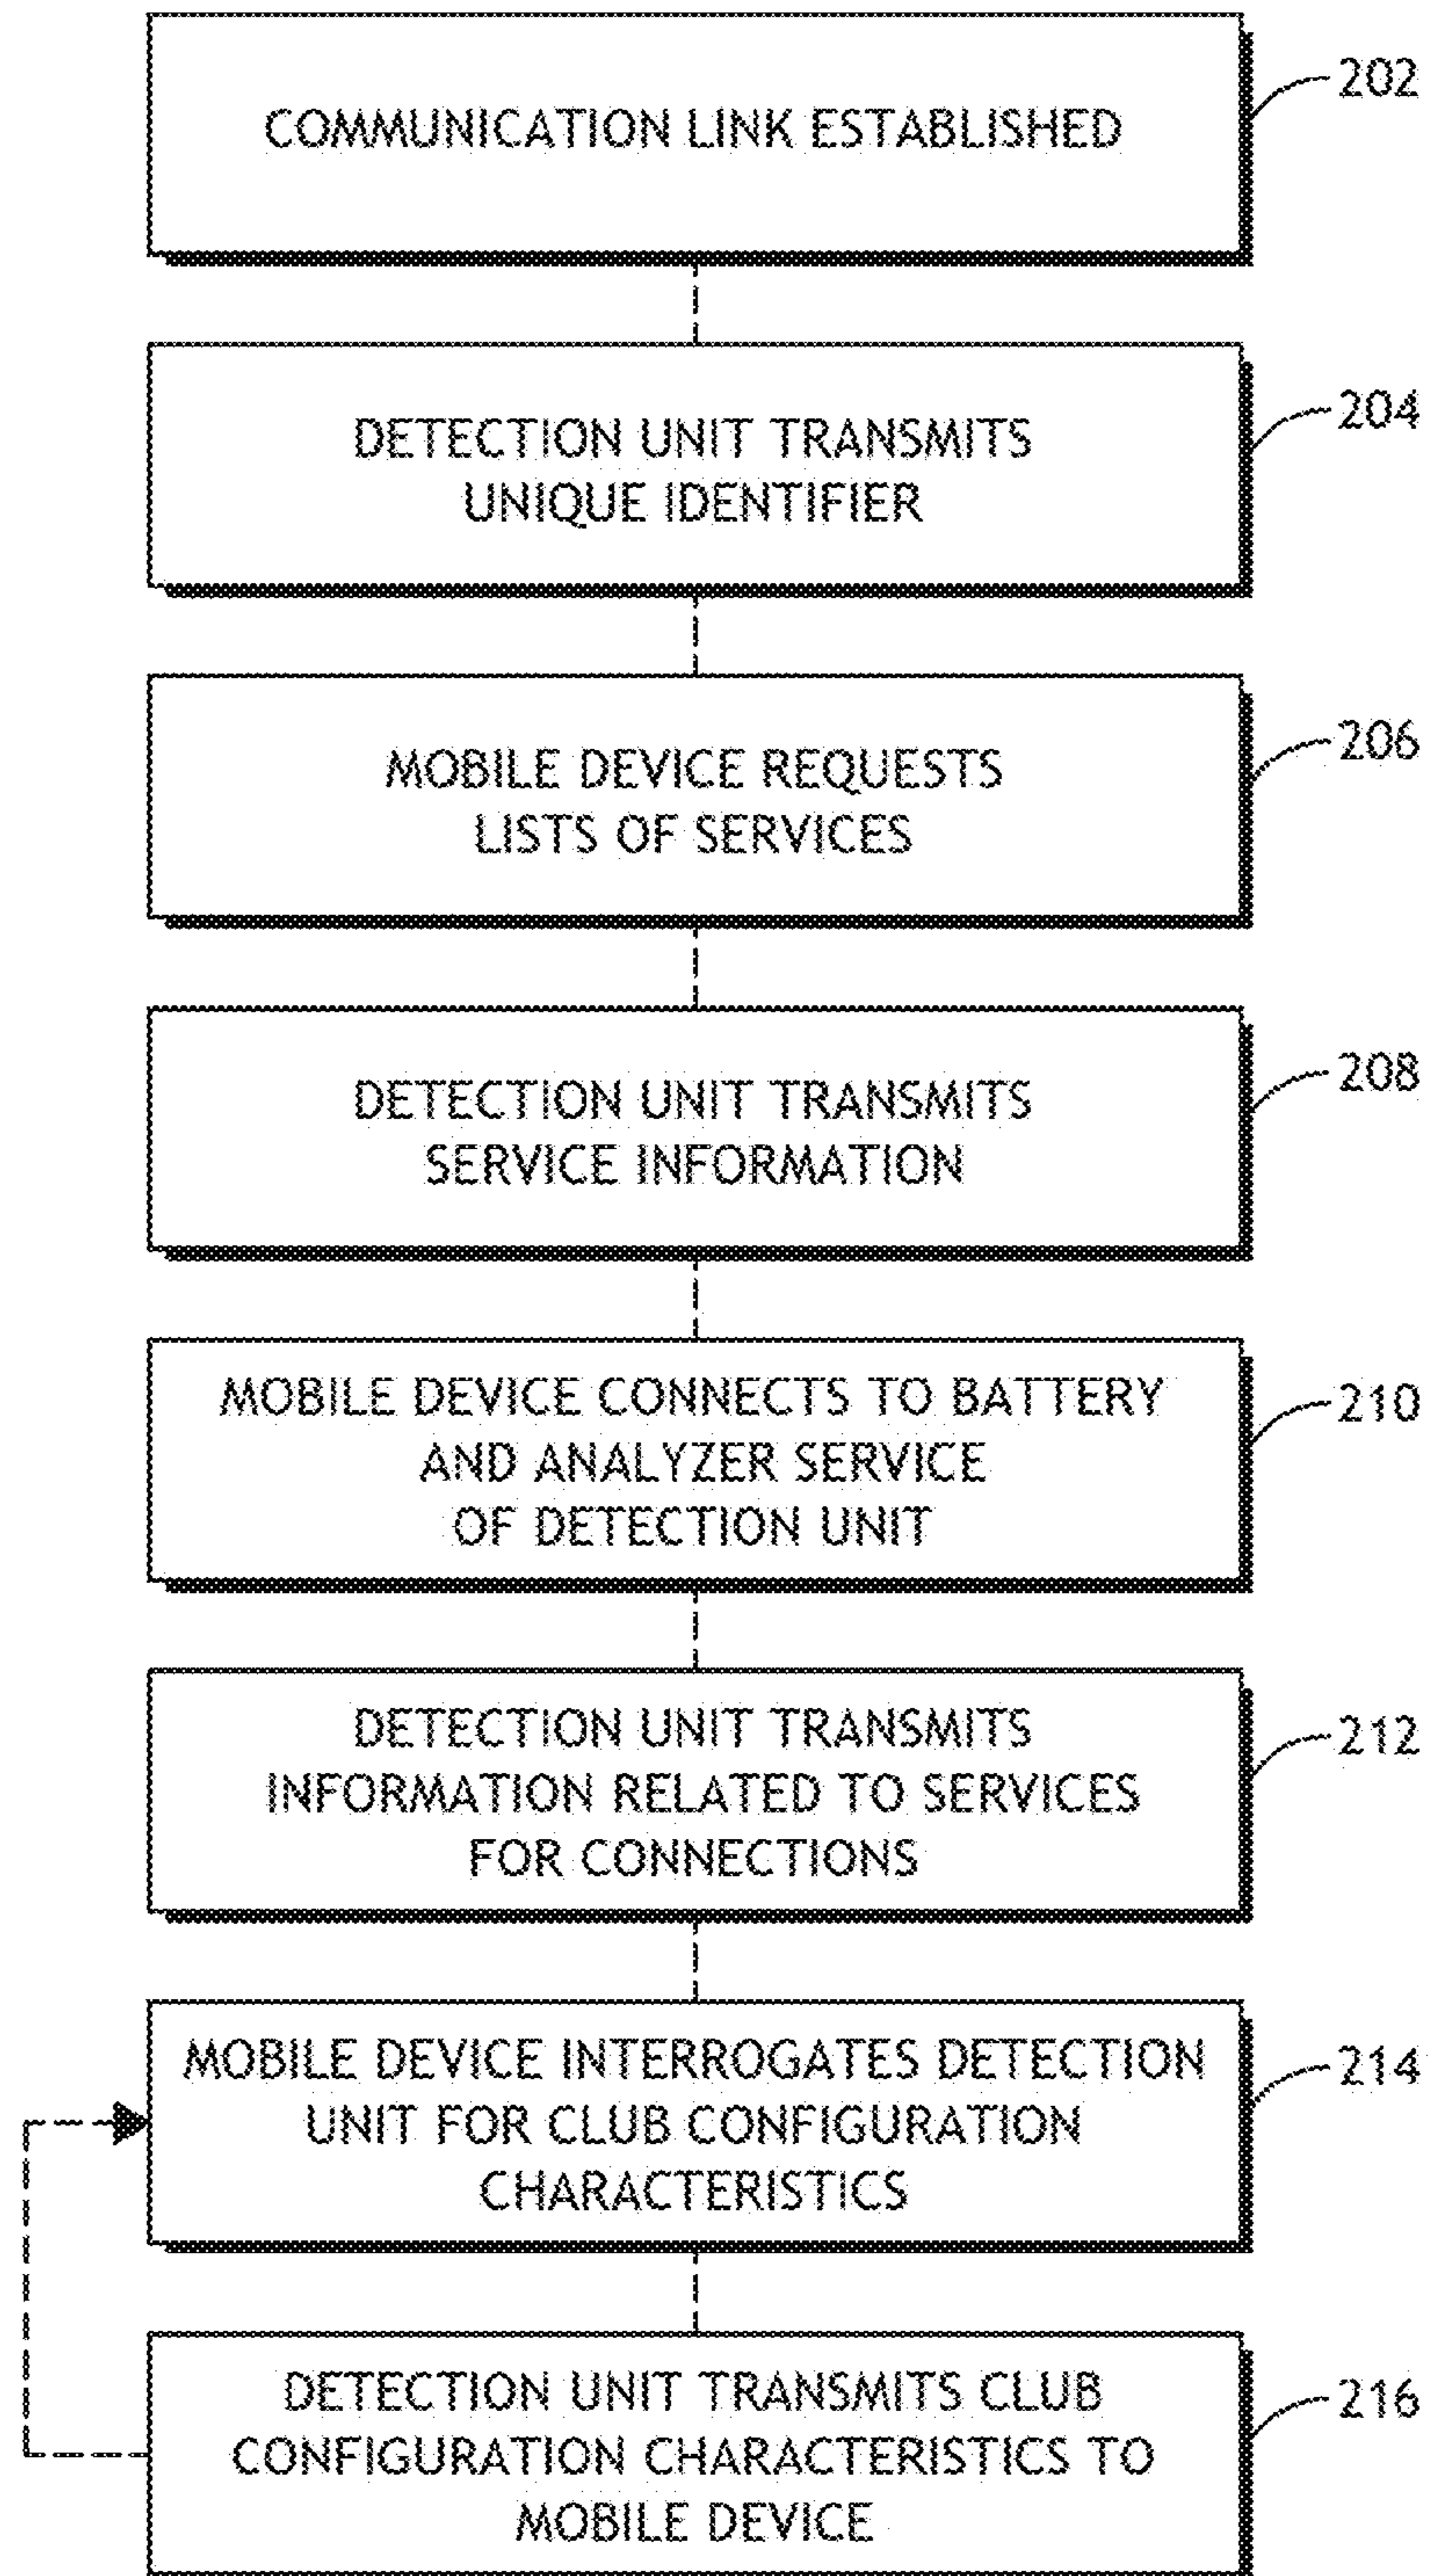 COMMUNICATION LINK ESTABLISHED
202
DETECTION UNIT TRANSMITS
UNIQUE IDENTIFIER
204
MOBILE DEVICE REQUESTS
LISTS OF SERVICES
206
DETECTION UNIT TRANSMITS
SERVICE INFORMATION
208
MOBILE DEVICE CONNECTS TO BATTERY
AND ANALYZER SERVICE
OF DETECTION UNIT
210
DETECTION UNIT TRANSMITS
INFORMATION RELATED TO SERVICES
FOR CONNECTIONS
212
MOBILE DEVICE INTERROGATES DETECTION
UNIT FOR CLUB CONFIGURATION
CHARACTERISTICS
214
DETECTION UNIT TRANSMITS CLUB
CONFIGURATION CHARACTERISTICS TO
MOBILE DEVICE
216